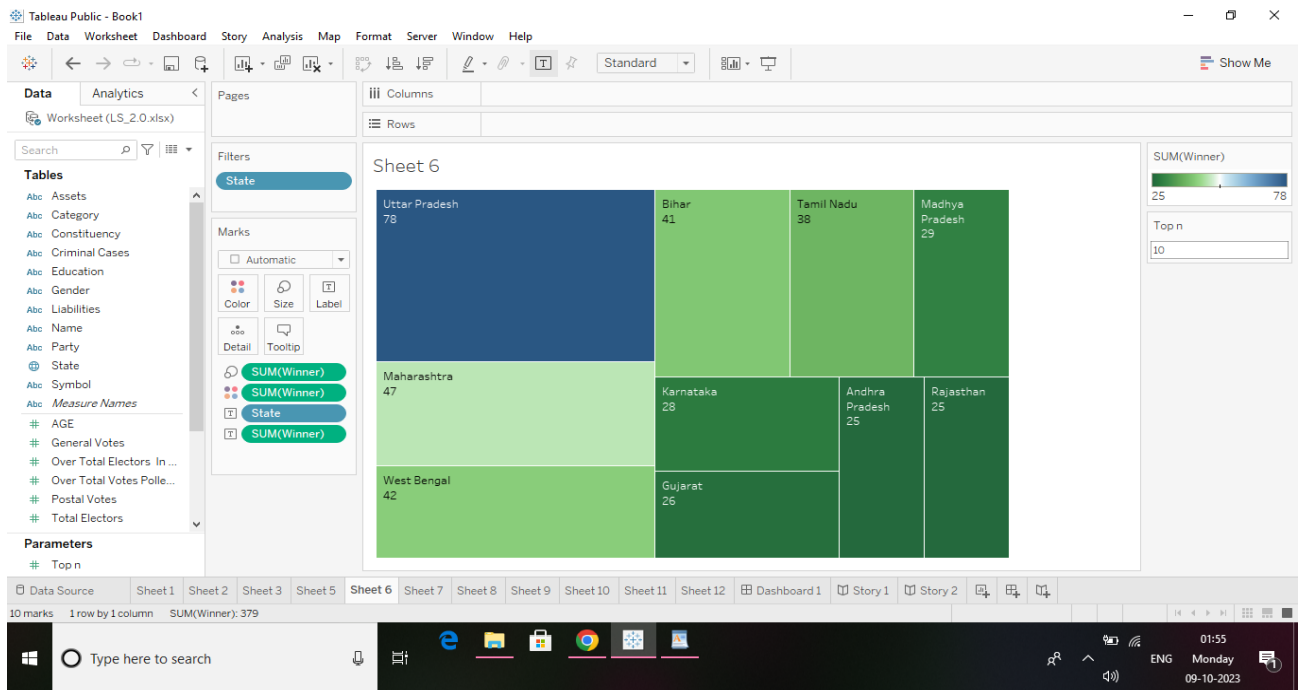 Tableau Public - Book1
File Data Worksheet Dashboard Story Analysis Map Format Server Window Help
Standard
Show Me
Data Analytics
Worksheet (LS_2.0.xlsx)
Search
Tables
Abc Assets
Abc Category
Abc Constituency
Abc Criminal Cases
Abc Education
Abc Gender
Abc Liabilities
Abc Name
Abc Party
State
Abc Symbol
Abc Measure Names
# AGE
# General Votes
# Over Total Electors In ...
# Over Total Votes Polle...
# Postal Votes
# Total Electors
Parameters
# Top n
Pages
Filters
State
Marks
Automatic
Color Size Label
Detail Tooltip
SUM(Winner)
SUM(Winner)
T State
T SUM(Winner)
Columns
Rows
Sheet 6
Uttar Pradesh
78
Maharashtra
47
West Bengal
42
Bihar
41
Tamil Nadu
38
Madhya
Pradesh
29
Karnataka
28
Gujarat
26
Andhra
Pradesh
25
Rajasthan
25
SUM(Winner)
25 78
Top n
10
Data Source Sheet 1 Sheet 2 Sheet 3 Sheet 5 Sheet 6 Sheet 7 Sheet 8 Sheet 9 Sheet 10 Sheet 11 Sheet 12 Dashboard 1 Story 1 Story 2
10 marks 1 row by 1 column SUM(Winner): 379
Type here to search
ENG
01:55
Monday
09-10-2023
1